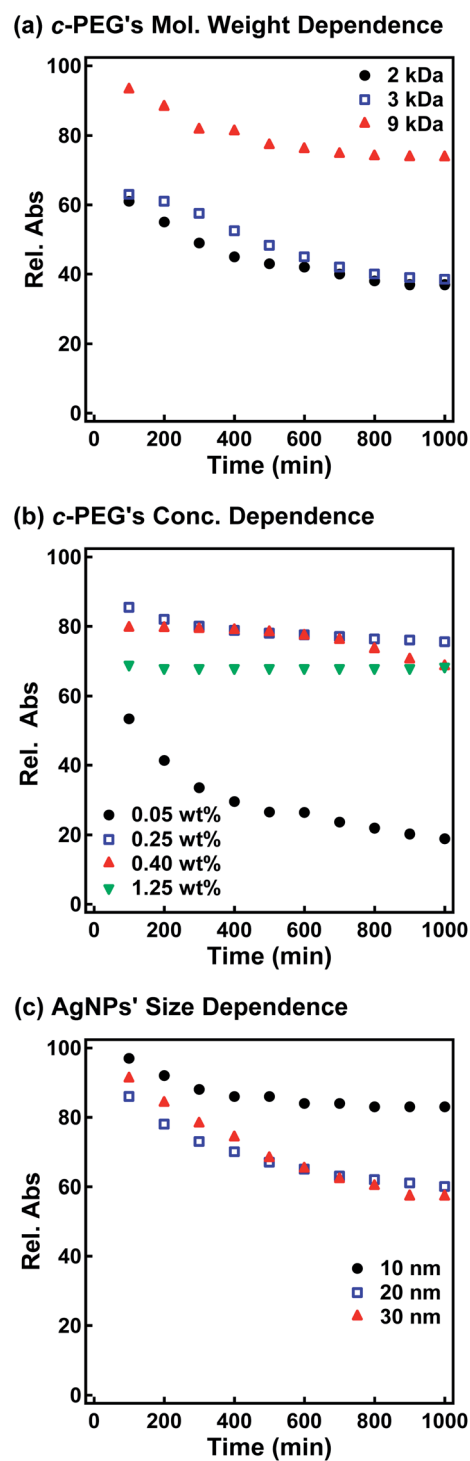 (a) c-PEG's Mol. Weight Dependence
100
80
60
40
20
0
Rel. Abs
2 kDa
3 kDa
9 kDa
0 200 400 600 800 1000
Time (min)
(b) c-PEG's Conc. Dependence
100
80
60
40
20
0
Rel. Abs
0.05 wt%
0.25 wt%
0.40 wt%
1.25 wt%
0 200 400 600 800 1000
Time (min)
(c) AgNPs' Size Dependence
100
80
60
40
20
0
Rel. Abs
10 nm
20 nm
30 nm
0 200 400 600 800 1000
Time (min)